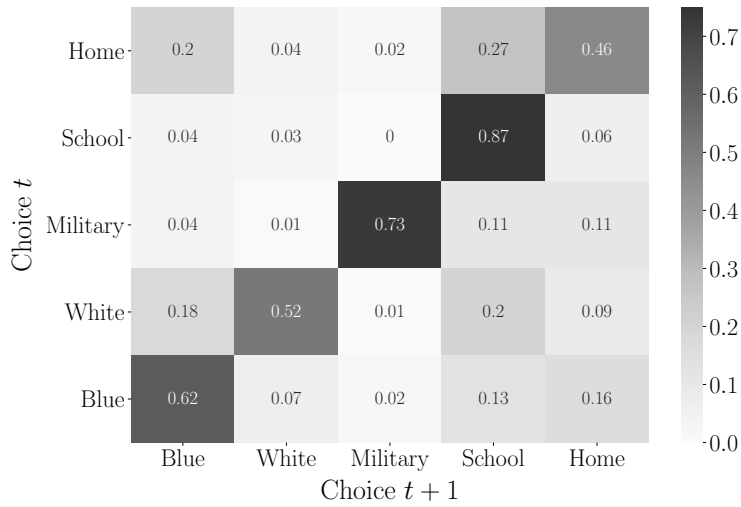 Home 0.2 0.04 0.02 0.27 0.46
School 0.04 0.03 0 0.87 0.06
Military 0.04 0.01 0.73 0.11 0.11
White 0.18 0.52 0.01 0.2 0.09
Blue 0.62 0.07 0.02 0.13 0.16
Blue White Military School Home
Choice t + 1
Choice t
0.7
0.6
0.5
0.4
0.3
0.2
0.1
0.0